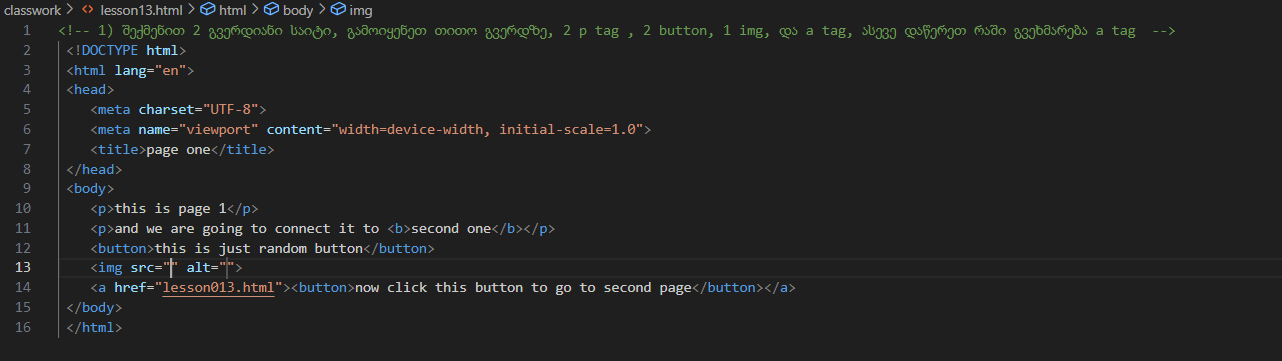 classwork > <> lesson13.html > html > body > img
1 <!-- 1) შექმენით 2 გვერდიანი საიტი, გამოიყენეთ თითო გვერდზე, 2 p tag , 2 button, 1 img, და a tag, ასევე დაწერეთ რაში გვეხმარება a tag -->
2 <!DOCTYPE html>
3 <html lang="en">
4 <head>
5 <meta charset="UTF-8">
6 <meta name="viewport" content="width=device-width, initial-scale=1.0">
7 <title>page one</title>
8 </head>
9 <body>
10 <p>this is page 1</p>
11 <p>and we are going to connect it to <b>second one</b></p>
12 <button>this is just random button</button>
13 <img src="" alt="">
14 <a href="lesson013.html"><button>now click this button to go to second page</button></a>
15 </body>
16 </html>